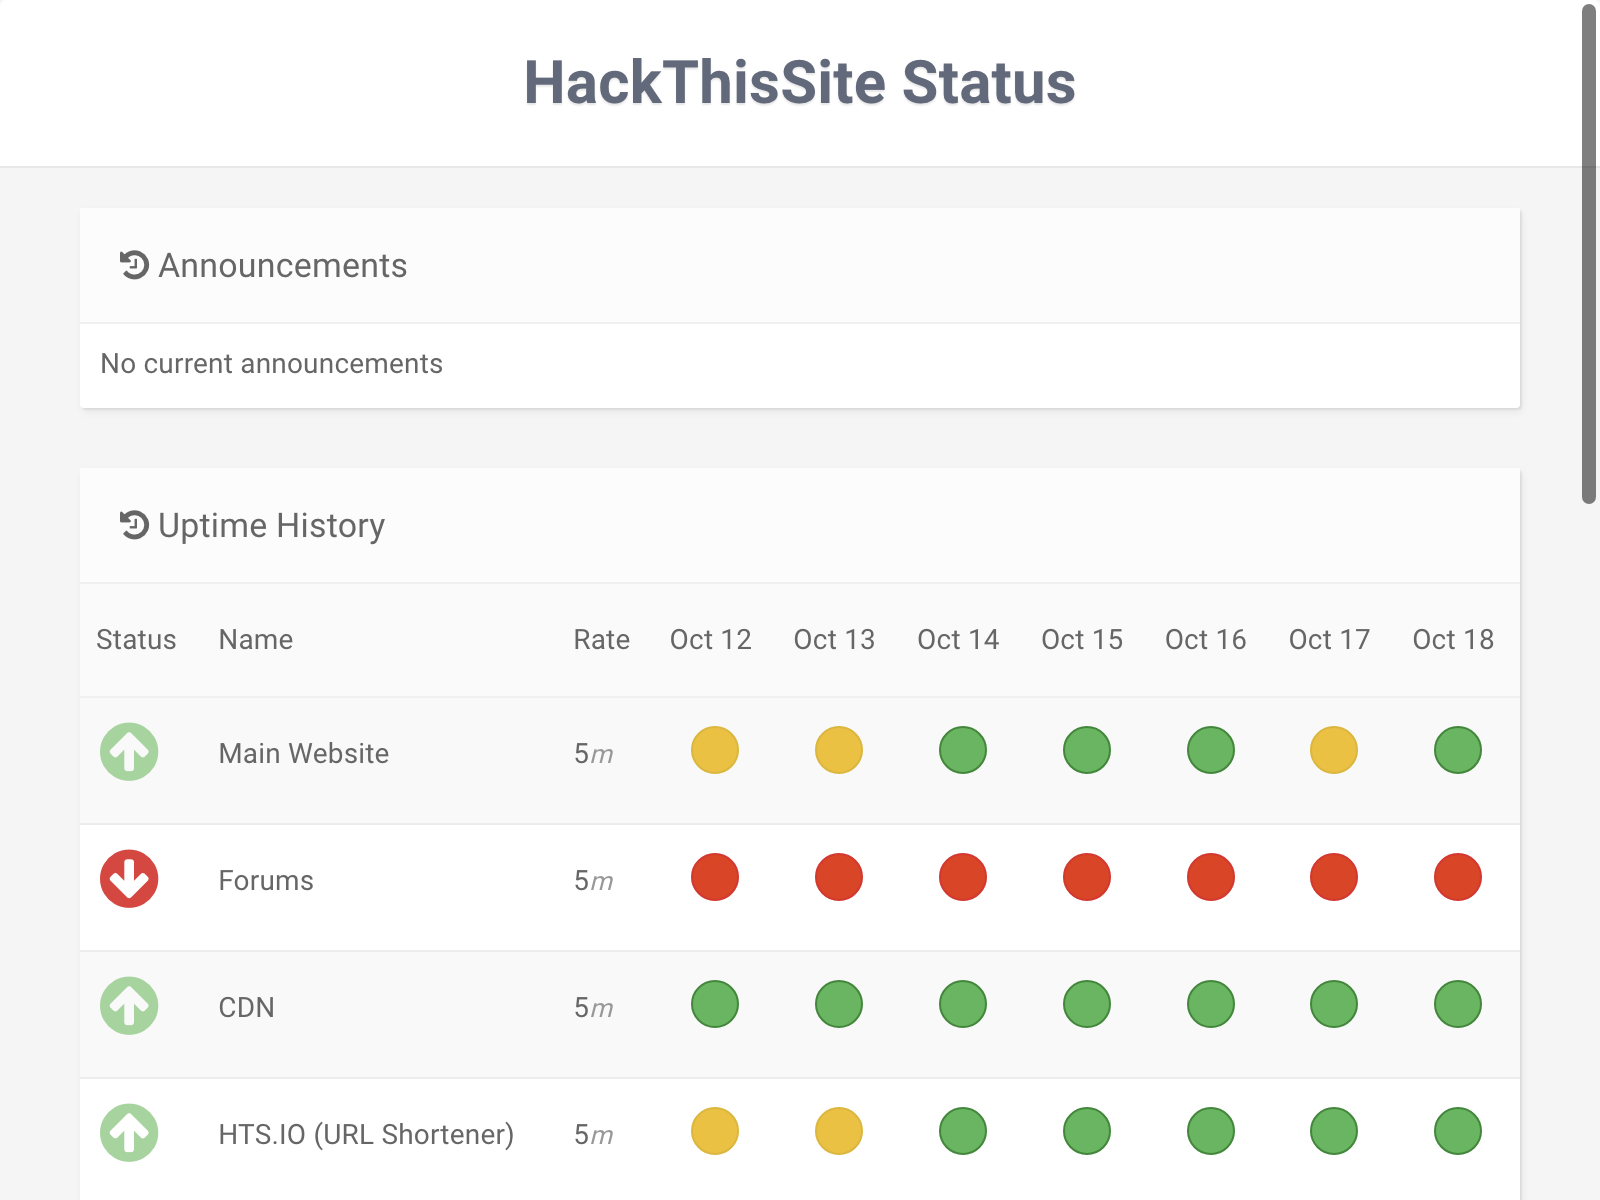 HackThisSite Status
Announcements
No current announcements
Uptime History
Status Name Rate Oct 12 Oct 13 Oct 14 Oct 15 Oct 16 Oct 17 Oct 18
Main Website 5m
Forums 5m
CDN 5m
HTS.IO (URL Shortener) 5m